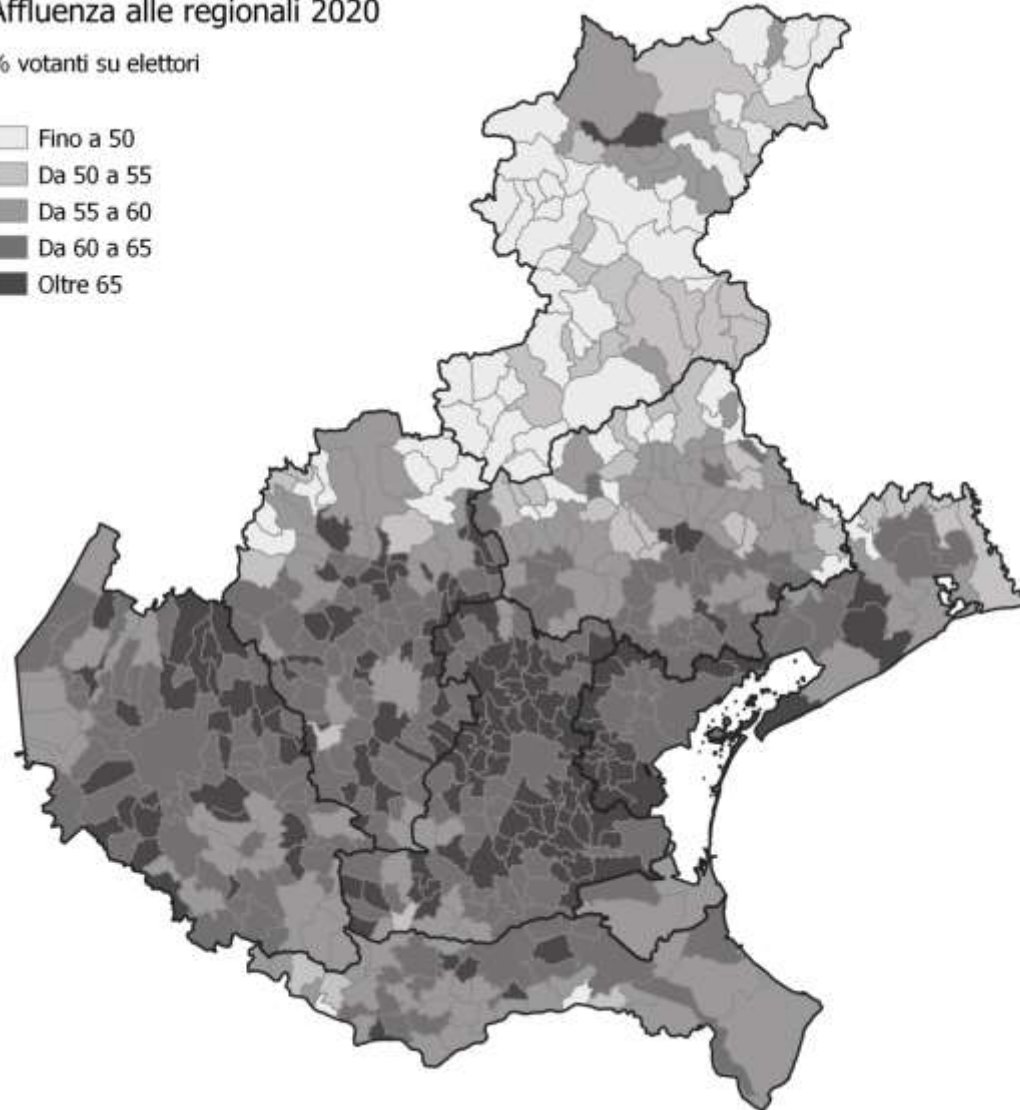 Affluenza alle regionali 2020
% votanti su elettori
Fino a 50
Da 50 a 55
Da 55 a 60
Da 60 a 65
Oltre 65